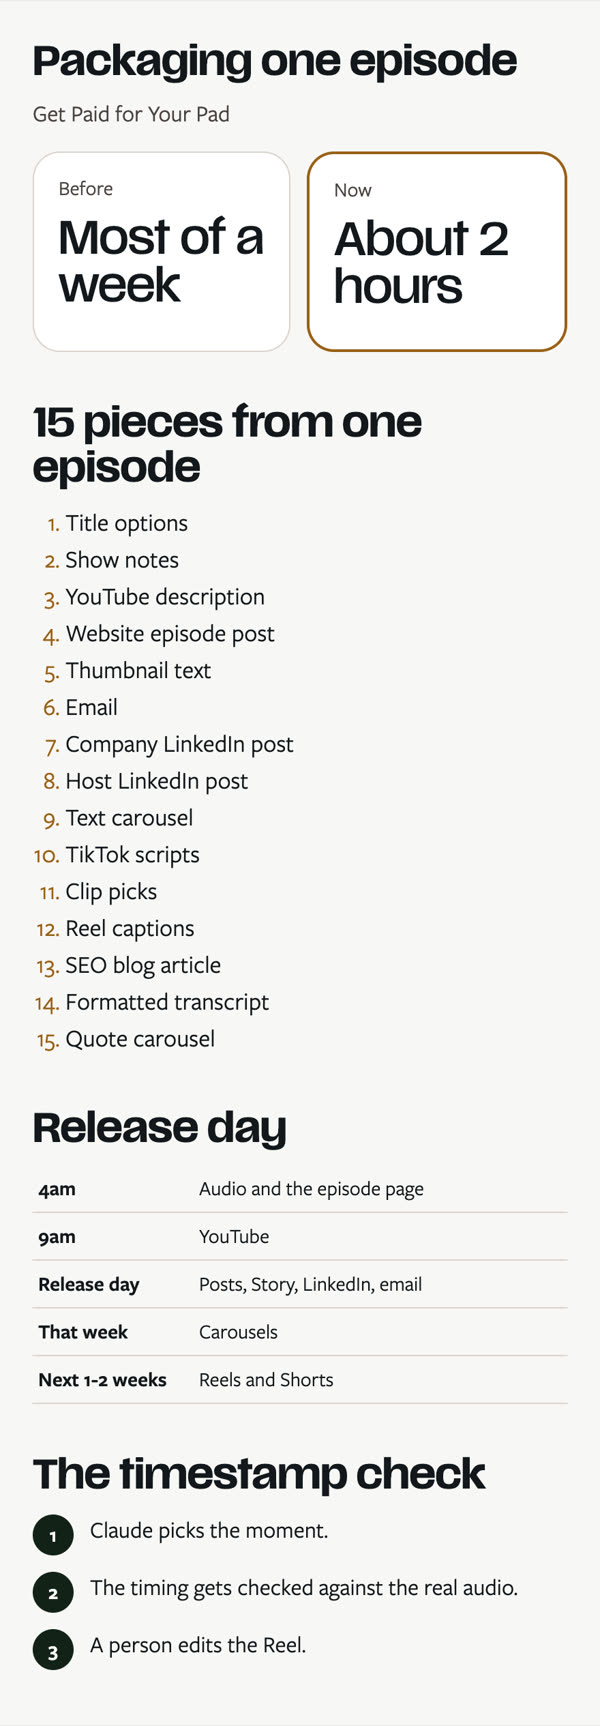 Packaging one episode
Get Paid for Your Pad
Before
Most of a
week
Now
About 2
hours
15 pieces from one
episode
1. Title options
2. Show notes
3. YouTube description
4. Website episode post
5. Thumbnail text
6. Email
7. Company LinkedIn post
8. Host LinkedIn post
9. Text carousel
10. TikTok scripts
11. Clip picks
12. Reel captions
13. SEO blog article
14. Formatted transcript
15. Quote carousel
Release day
4am Audio and the episode page
9am YouTube
Release day Posts, Story, LinkedIn, email
That week Carousels
Next 1-2 weeks Reels and Shorts
The timestamp check
1 Claude picks the moment.
2 The timing gets checked against the real audio.
3 A person edits the Reel.